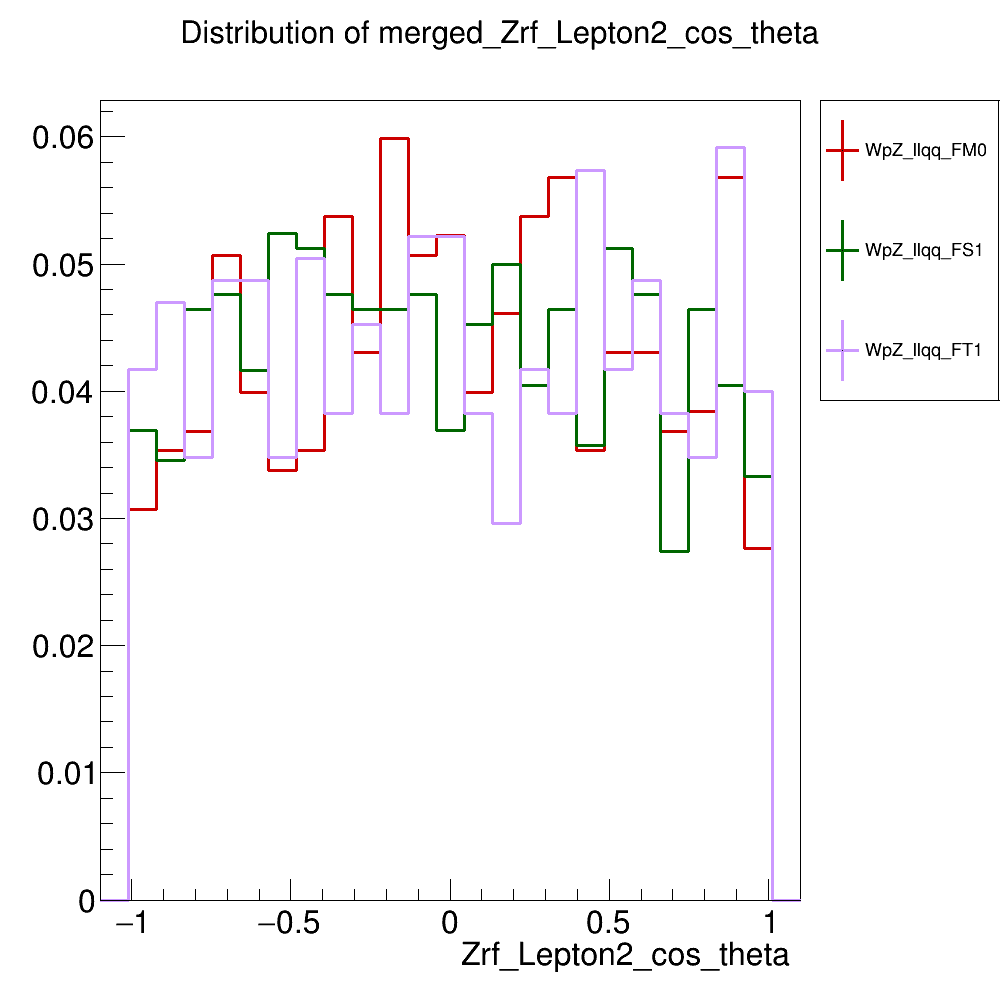 Distribution of merged_Zrf_Lepton2_cos_theta
0.06
0.05
0.04
0.03
0.02
0.01
0
−1
−0.5
0
0.5
1
Zrf_Lepton2_cos_theta
WpZ_llqq_FM0
WpZ_llqq_FS1
WpZ_llqq_FT1